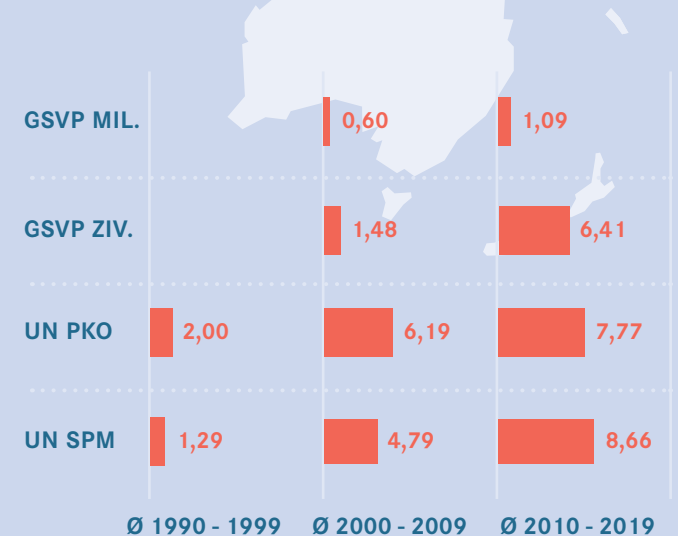 GSVP MIL. 0,60 1,09
GSVP ZIV. 1,48 6,41
UN PKO 2,00 6,19 7,77
UN SPM 1,29 4,79 8,66
Ø 1990 - 1999 Ø 2000 - 2009 Ø 2010 - 2019